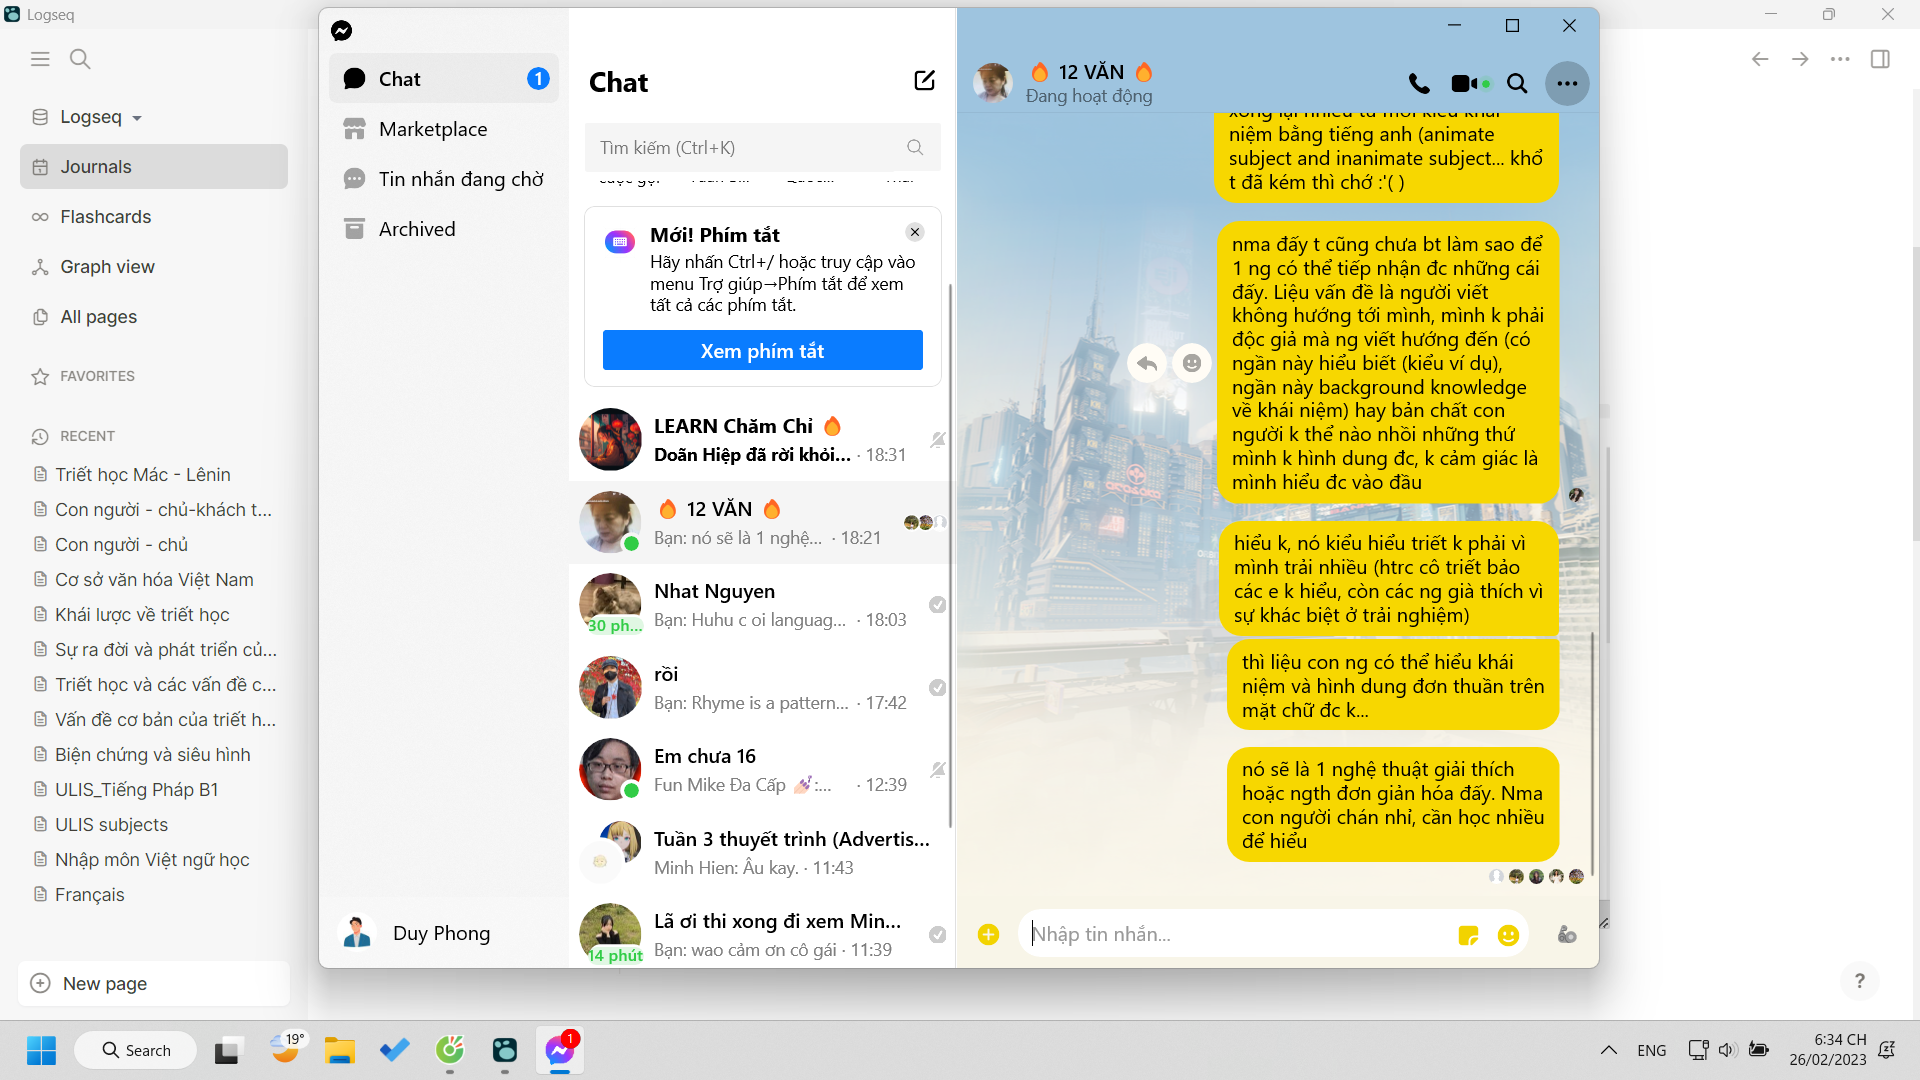 Logseq
Logseq
Journals
Flashcards
Graph view
All pages
FAVORITES
RECENT
Triết học Mác - Lênin
Con người - chủ-khách t...
Con người - chủ
Cơ sở văn hóa Việt Nam
Khái lược về triết học
Sự ra đời và phát triển củ...
Triết học và các vấn đề c...
Vấn đề cơ bản của triết h...
Biện chứng và siêu hình
ULIS_Tiếng Pháp B1
ULIS subjects
Nhập môn Việt ngữ học
Français
New page
Chat
1
Marketplace
Tin nhắn đang chờ
Archived
Duy Phong
Chat
Tìm kiếm (Ctrl+K)
Mới! Phím tắt
Hãy nhấn Ctrl+/ hoặc truy cập vào
menu Trợ giúp→Phím tắt để xem
tất cả các phím tắt.
Xem phím tắt
LEARN Chăm Chỉ 🔥
Doãn Hiệp đã rời khỏi... · 18:31
🔥 12 VĂN 🔥
Bạn: nó sẽ là 1 nghệ... · 18:21
Nhat Nguyen
Bạn: Huhu c oi languag... · 18:03
30 ph...
rồi
Bạn: Rhyme is a pattern... · 17:42
Em chưa 16
Fun Mike Đa Cấp 💅:... · 12:39
Tuần 3 thuyết trình (Advertis...
Minh Hien: Âu kay. · 11:43
Lã ơi thi xong đi xem Min...
Bạn: wao cảm ơn cô gái · 11:39
14 phút
🔥 12 VĂN 🔥
Đang hoạt động
niệm bằng tiếng anh (animate
subject and inanimate subject... khổ
t đã kém thì chớ :'( )
nma đấy t cũng chưa bt làm sao để
1 ng có thể tiếp nhận đc những cái
đấy. Liệu vấn đề là người viết
không hướng tới mình, mình k phải
độc giả mà ng viết hướng đến (có
ngần này hiểu biết (kiểu ví dụ),
ngần này background knowledge
về khái niệm) hay bản chất con
người k thể nào nhồi những thứ
mình k hình dung đc, k cảm giác là
mình hiểu đc vào đầu
hiểu k, nó kiểu hiểu triết k phải vì
mình trải nhiều (htrc cô triết bảo
các e k hiểu, còn các ng già thích vì
sự khác biệt ở trải nghiệm)
thì liệu con ng có thể hiểu khái
niệm và hình dung đơn thuần trên
mặt chữ đc k...
nó sẽ là 1 nghệ thuật giải thích
hoặc ngth đơn giản hóa đấy. Nma
con người chán nhỉ, cần học nhiều
để hiểu
Nhập tin nhắn...
?
Search
19°
1
ENG
6:34 CH
26/02/2023